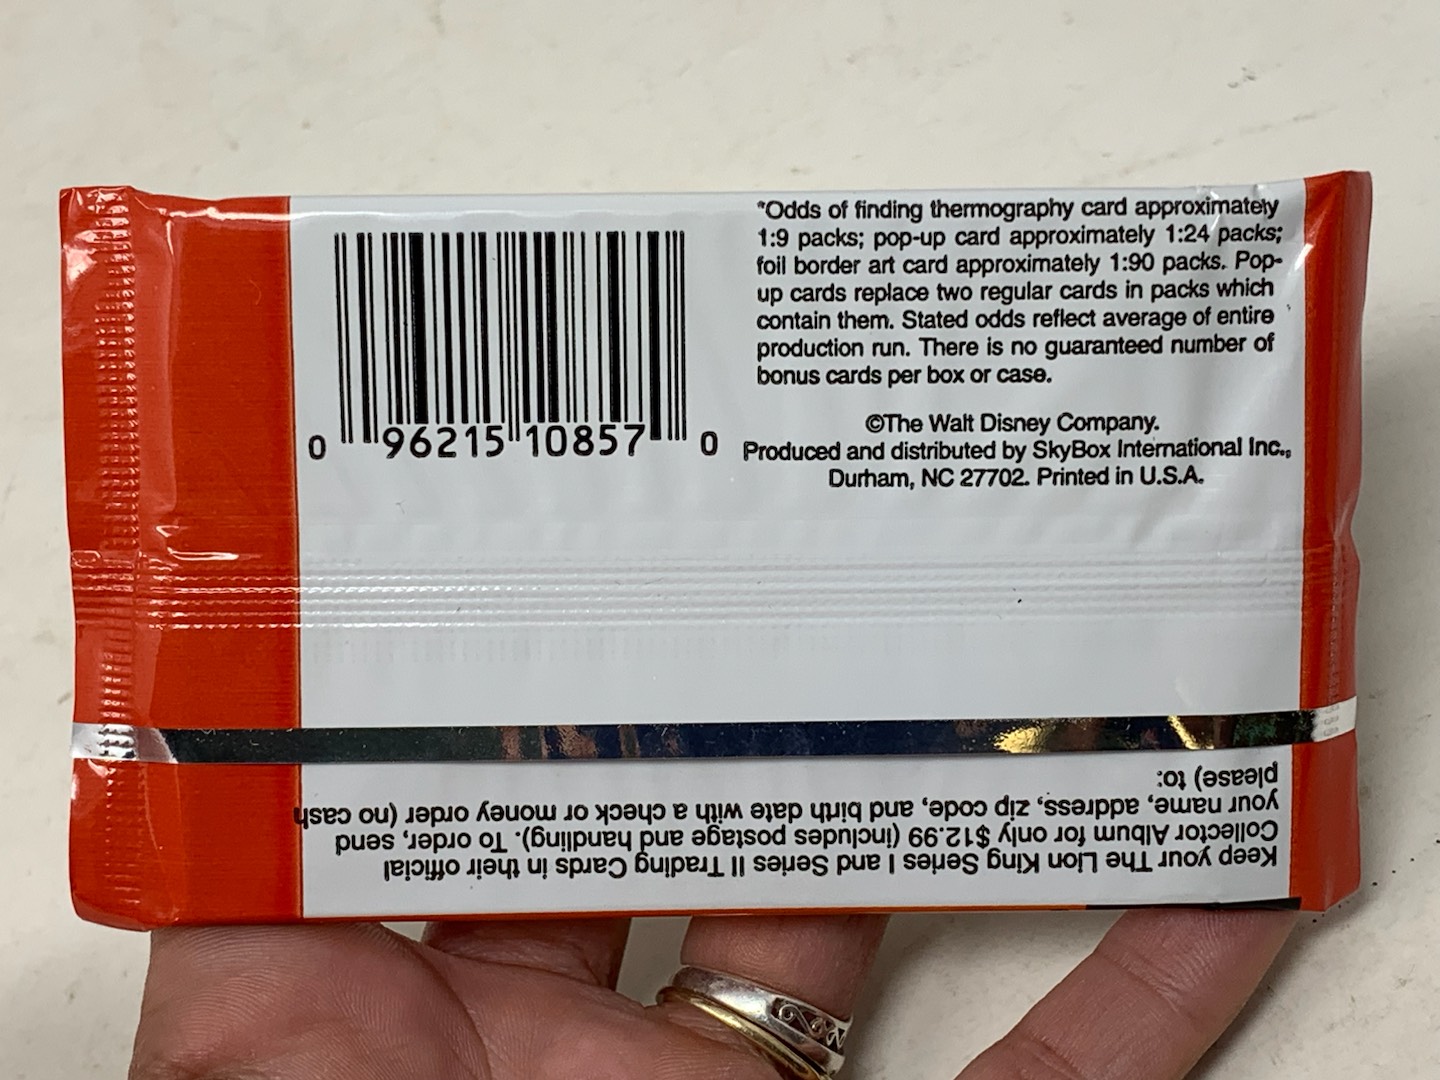 *Odds of finding thermography card approximately
1:9 packs; pop-up card approximately 1:24 packs;
foil border art card approximately 1:90 packs. Pop-
up cards replace two regular cards in packs which
contain them. Stated odds reflect average of entire
production run. There is no guaranteed number of
bonus cards per box or case.
©The Walt Disney Company.
Produced and distributed by SkyBox International Inc.,
Durham, NC 27702. Printed in U.S.A.
0 96215 10857 0
Keep your The Lion King Series I and Series II Trading Cards in their official
Collector Album for only $12.99 (includes postage and handling). To order, send
your name, address, zip code, and birth date with a check or money order (no cash
please) to: